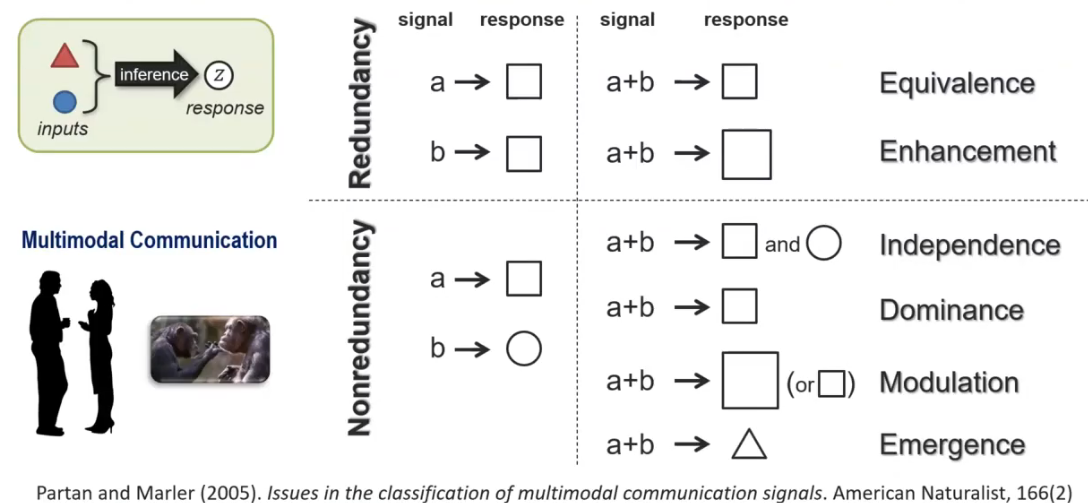 inputs
inference
Z
response
Multimodal Communication
Redundancy
signal response
a →
b →
signal response
a+b → Equivalence
a+b → Enhancement
Nonredundancy
a →
b →
a+b → and Independence
a+b → Dominance
a+b → (or ) Modulation
a+b → Emergence
Partan and Marler (2005). Issues in the classification of multimodal communication signals. American Naturalist, 166(2)